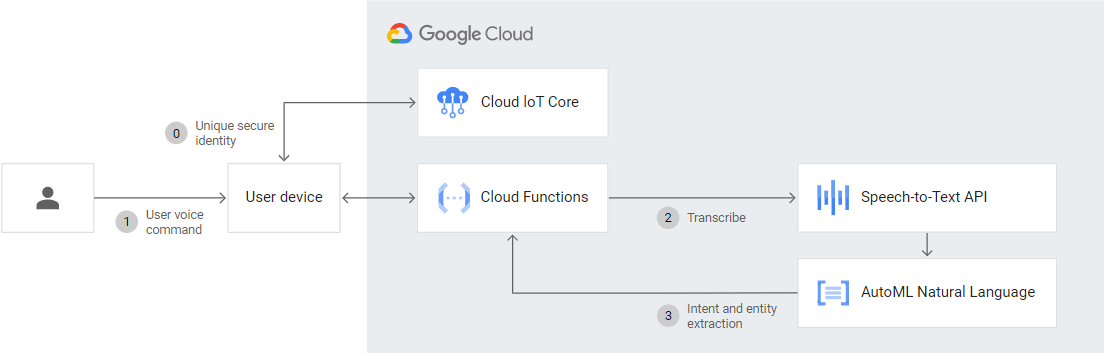 Google Cloud
Cloud IoT Core
0 Unique secure
identity
User device
Cloud Functions
Speech-to-Text API
1 User voice
command
2 Transcribe
AutoML Natural Language
3 Intent and entity
extraction